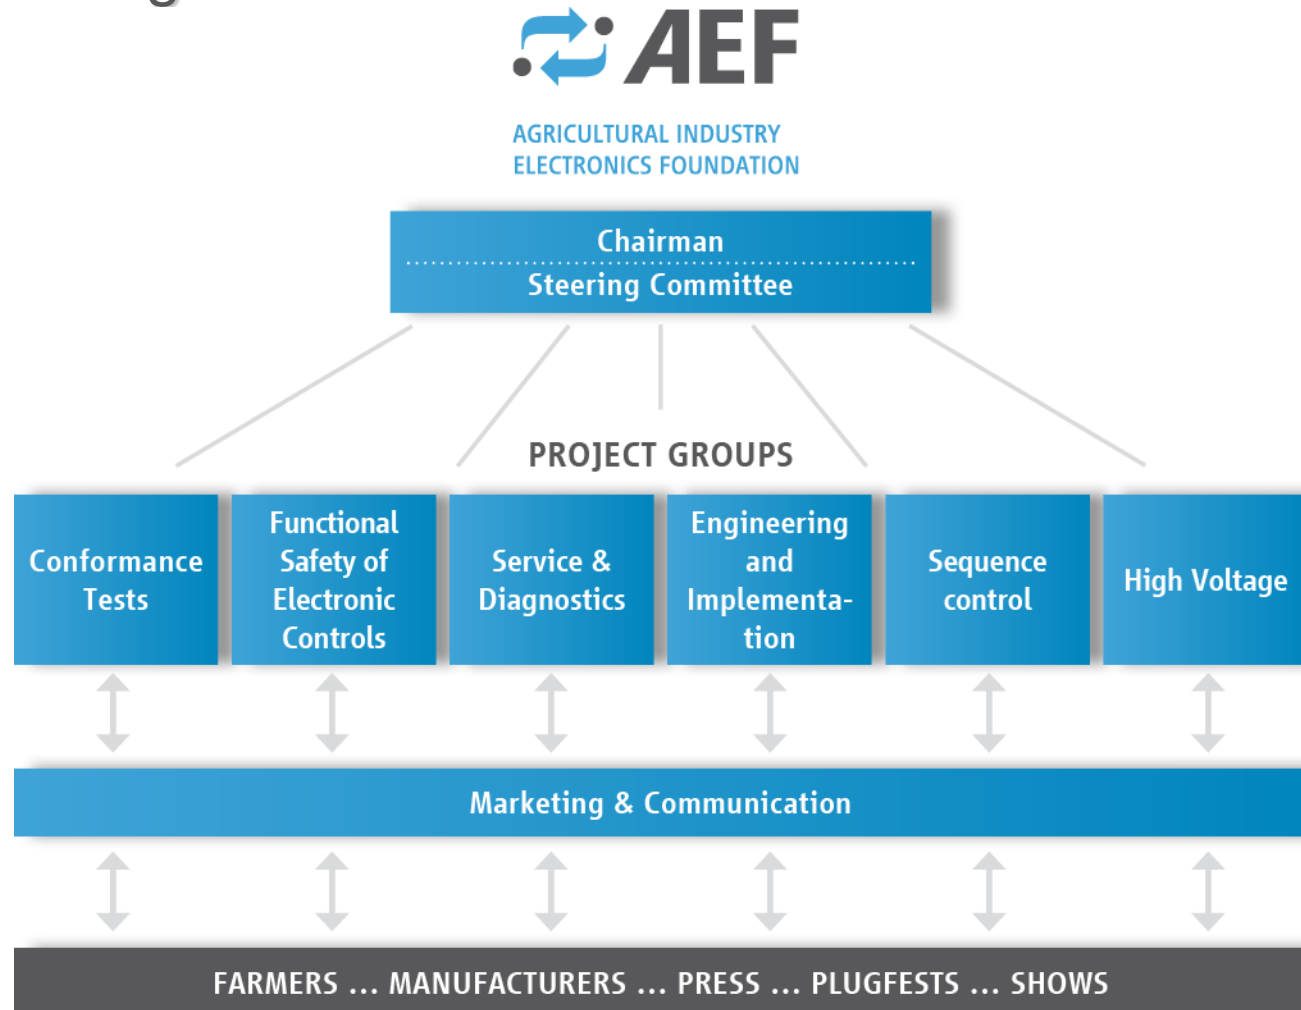 AEF
AGRICULTURAL INDUSTRY
ELECTRONICS FOUNDATION
Chairman
Steering Committee
PROJECT GROUPS
Conformance
Tests
Functional
Safety of
Electronic
Controls
Service &
Diagnostics
Engineering
and
Implementa-
tion
Sequence
control
High Voltage
Marketing & Communication
FARMERS ... MANUFACTURERS ... PRESS ... PLUGFESTS ... SHOWS